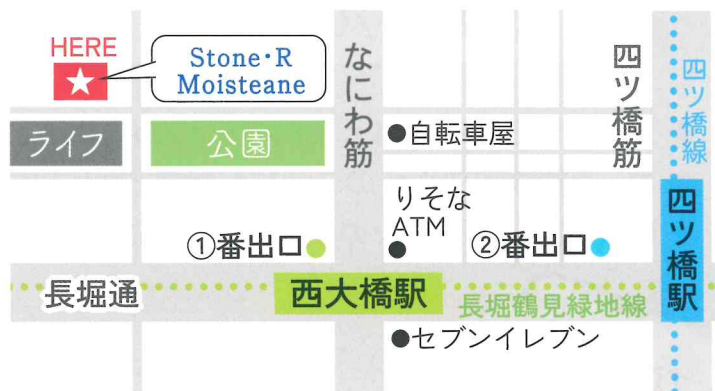 HERE
Stone・R
Moisteane
なにわ筋
四ツ橋筋
四ツ橋線
ライフ
公園
●自転車屋
りそな
ATM
①番出口
②番出口
四ツ橋駅
長堀通
西大橋駅
長堀鶴見緑地線
●セブンイレブン